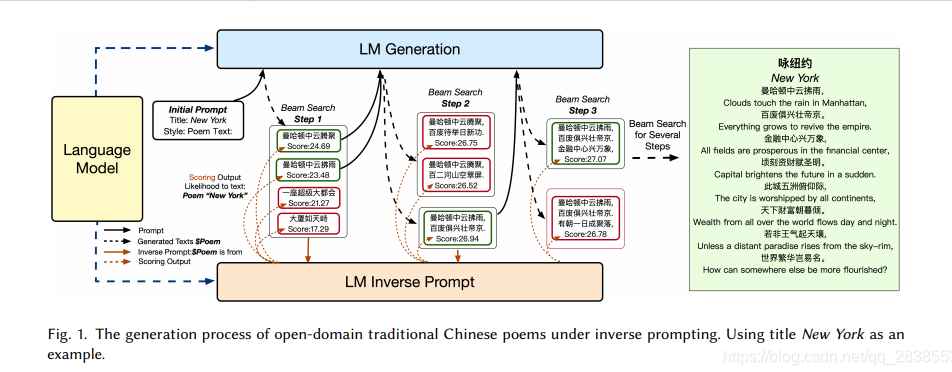 LM Generation
Language
Model
Initial Prompt
Title: New York
Style: Poem Text:
Beam Search
Step 1
曼哈顿中云腾聚
Score:24.69
曼哈顿中云拂雨
Score:23.48
一座超级大都会
Score:21.27
大厦如天峙
Score:17.29
Scoring Output
Likelihood to text:
Poem “New York”
Beam Search
Step 2
曼哈顿中云腾聚,
百废待举日新功.
Score:26.75
曼哈顿中云腾聚,
百二河山空翠屏.
Score:26.52
曼哈顿中云拂雨,
百废俱兴壮帝京.
Score:26.94
Beam Search
Step 3
曼哈顿中云拂雨,
百废俱兴壮帝京.
金融中心兴万象,
Score:27.07
曼哈顿中云拂雨,
百废俱兴壮帝京.
有朝一日成聚落,
Score:26.78
Beam Search
for Several
Steps
Prompt
Generated Texts $Poem
Inverse Prompt:$Poem is from
Scoring Output
LM Inverse Prompt
咏纽约
New York
曼哈顿中云拂雨,
Clouds touch the rain in Manhattan,
百废俱兴壮帝京。
Everything grows to revive the empire.
金融中心兴万象,
All fields are prosperous in the fnancial center,
顷刻资财赋圣明。
Capital brightens the future in a sudden.
此城五洲俯仰际,
The city is worshipped by all continents,
天下财富朝暮倾。
Wealth from all over the world flows day and night.
若非王气起天壤,
Unless a distant paradise rises from the sky-rim,
世界繁华岂易名。
How can somewhere else be more flourished?
Fig. 1. The generation process of open-domain traditional Chinese poems under inverse prompting. Using title New York as an
example.
https://blog.csdn.net/qq_2838553